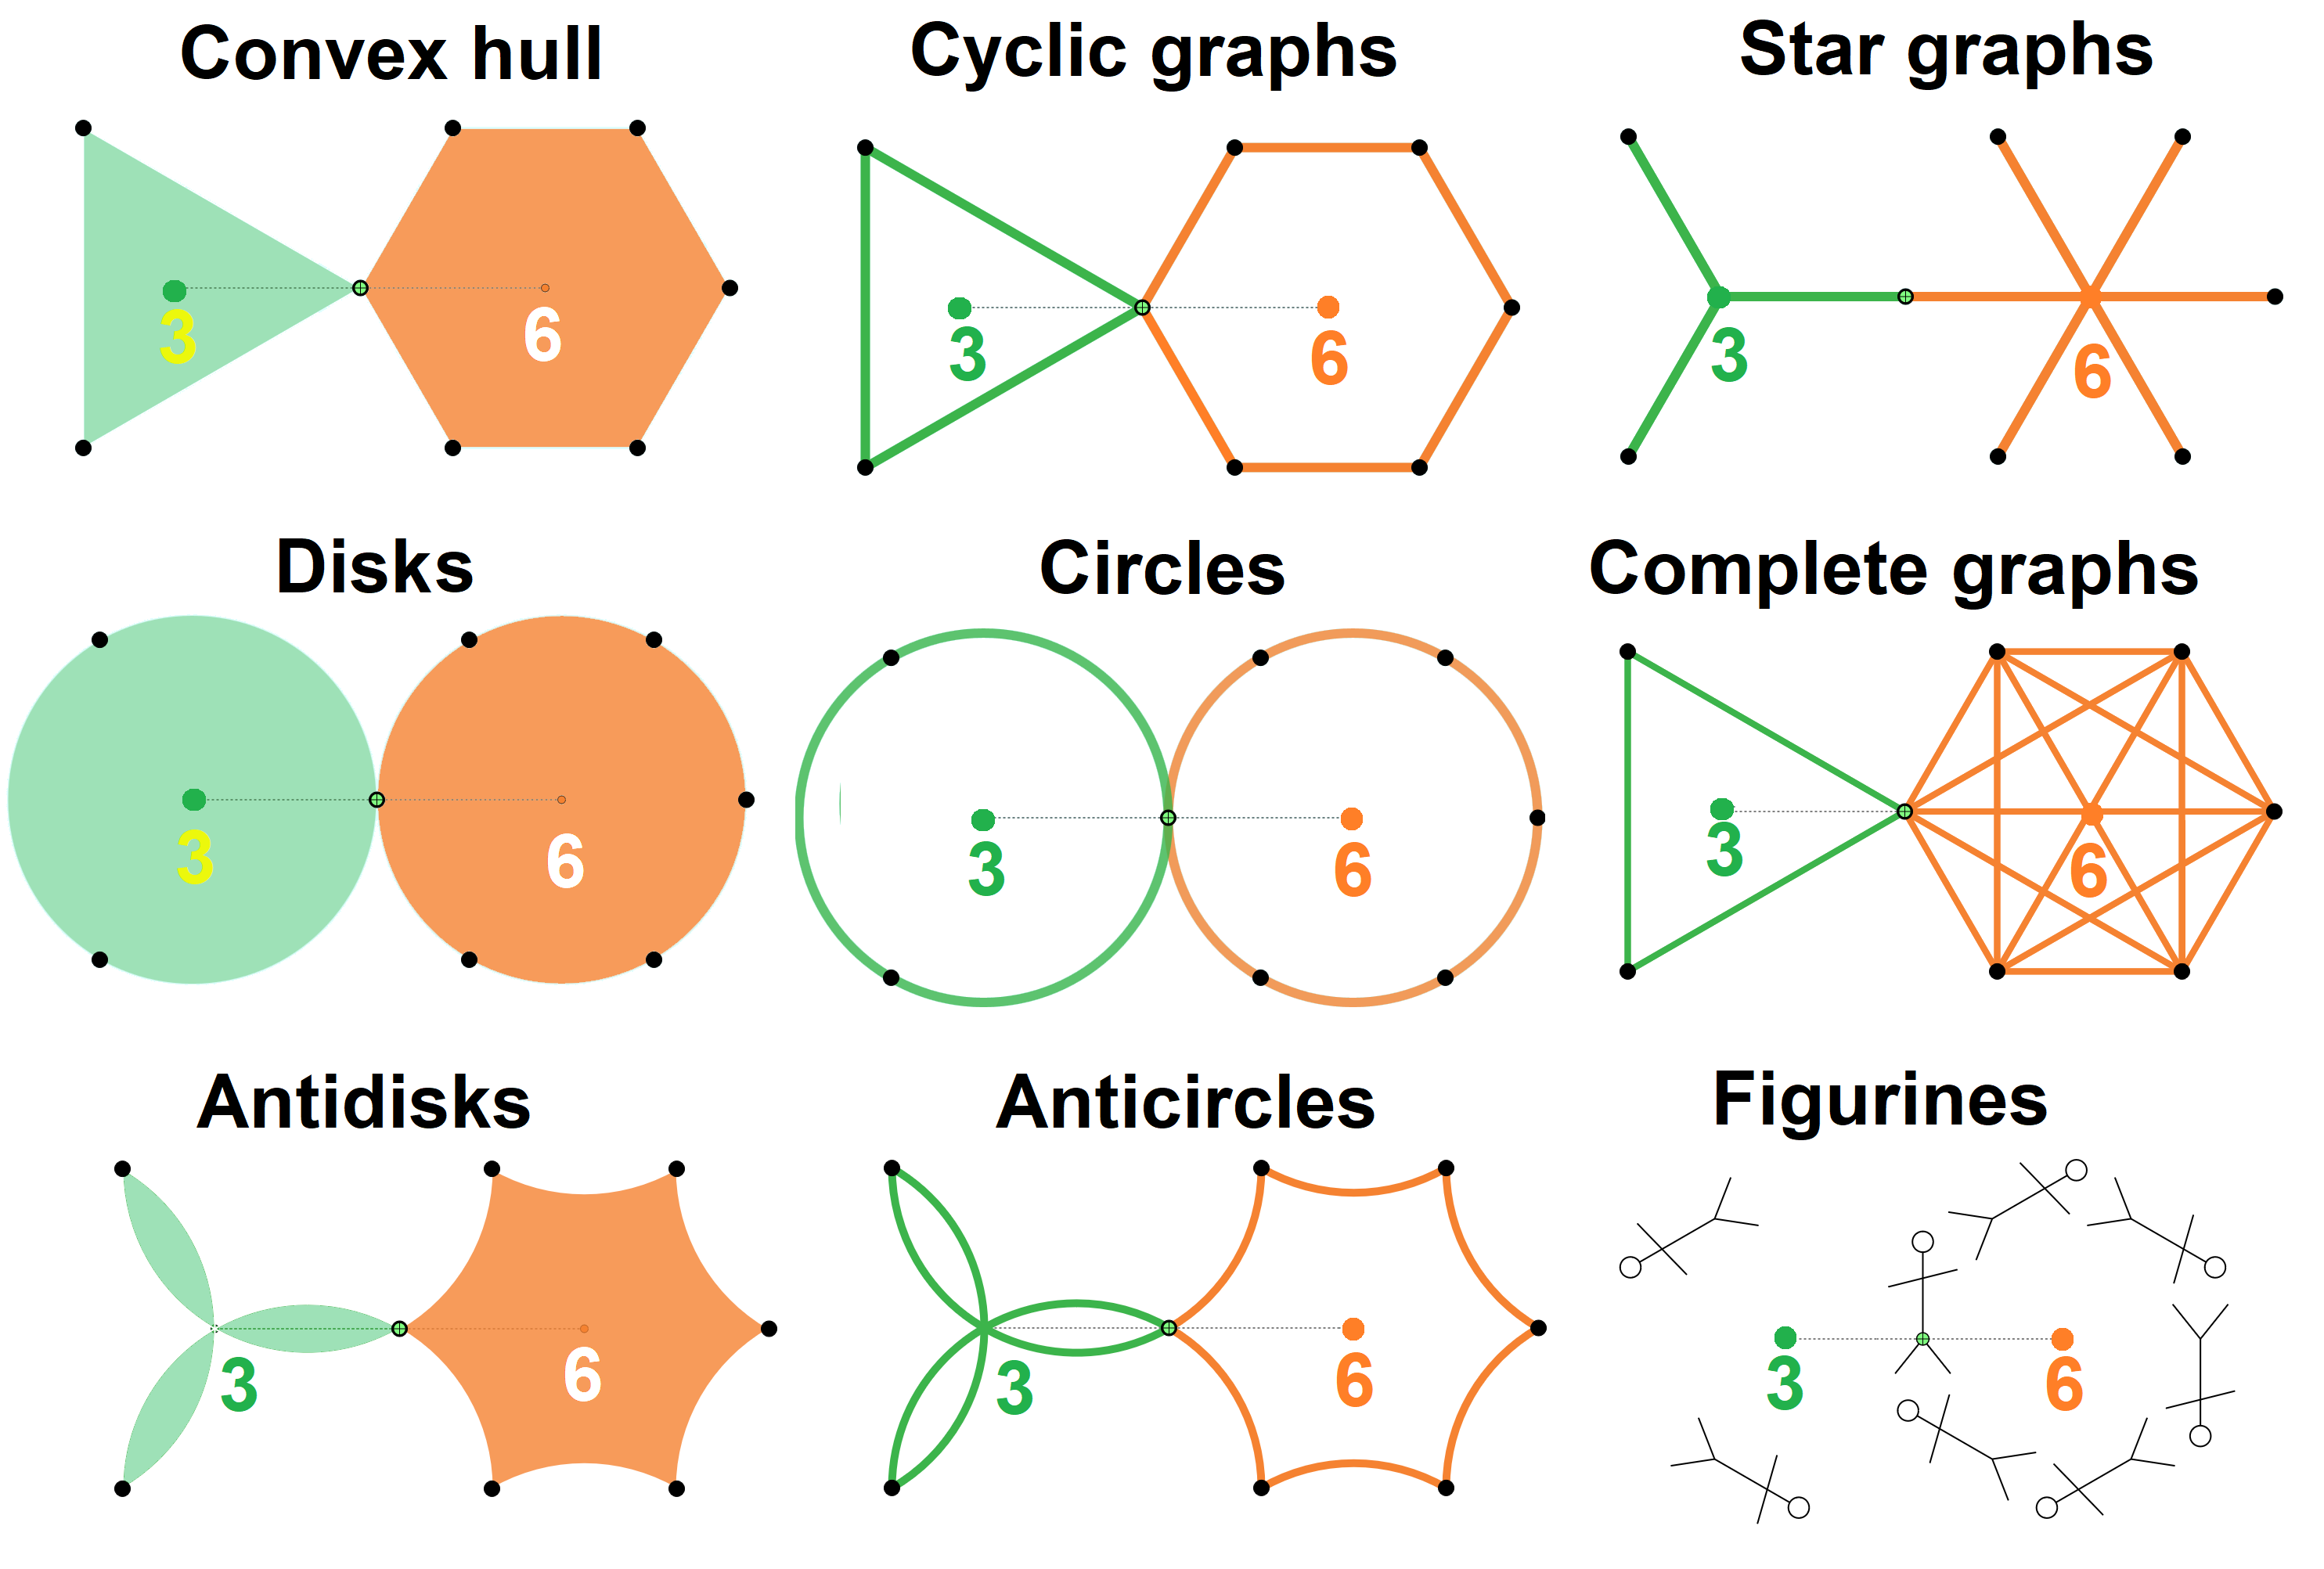 Convex hull
Cyclic graphs
Star graphs
3
6
3
6
3
6
Disks
Circles
Complete graphs
3
6
3
6
3
6
Antidisks
Anticircles
Figurines
3
6
3
6
3
6